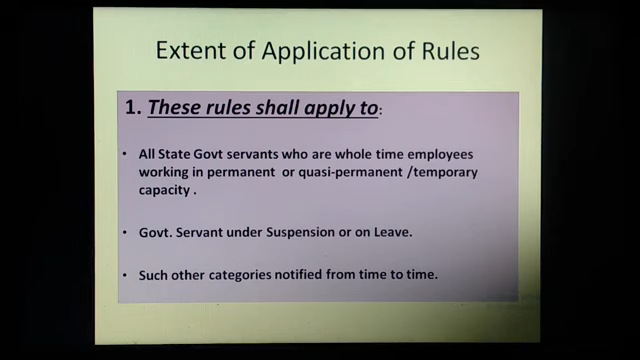 Extent of Application of Rules
1. These rules shall apply to:
• All State Govt servants who are whole time employees
working in permanent or quasi-permanent /temporary
capacity .
• Govt. Servant under Suspension or on Leave.
• Such other categories notified from time to time.